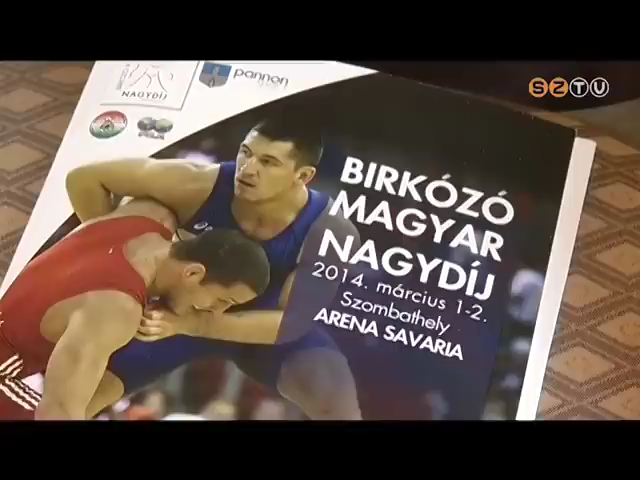 NAGYDÍJ
pannon
SZTV
BIRKÓZÓ
MAGYAR
NAGYDÍJ
2014. március 1-2.
Szombathely
ARENA SAVARIA